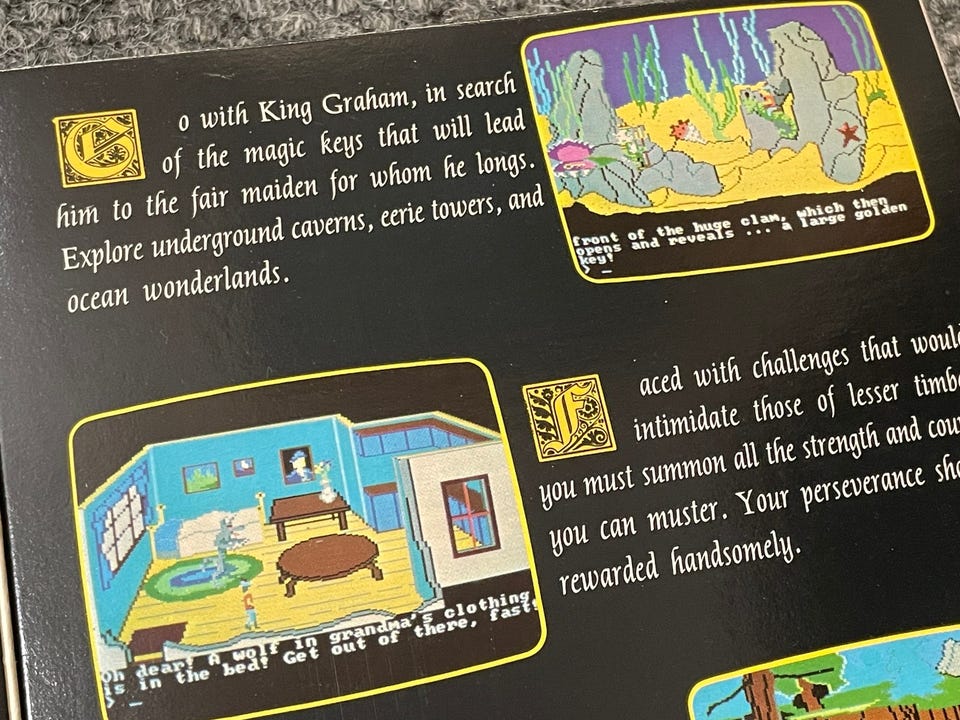 Go with King Graham, in search
of the magic keys that will lead
him to the fair maiden for whom he longs.
Explore underground caverns, eerie towers, and
ocean wonderlands.
front of the huge clam, which then
opens and reveals ... a large golden
key!
> _
Faced with challenges that would
intimidate those of lesser timbe
you must summon all the strength and cou
you can muster. Your perseverance sha
rewarded handsomely.
Oh dear! A wolf in grandma's clothing
is in the bed! Get out of there, fast!
> _